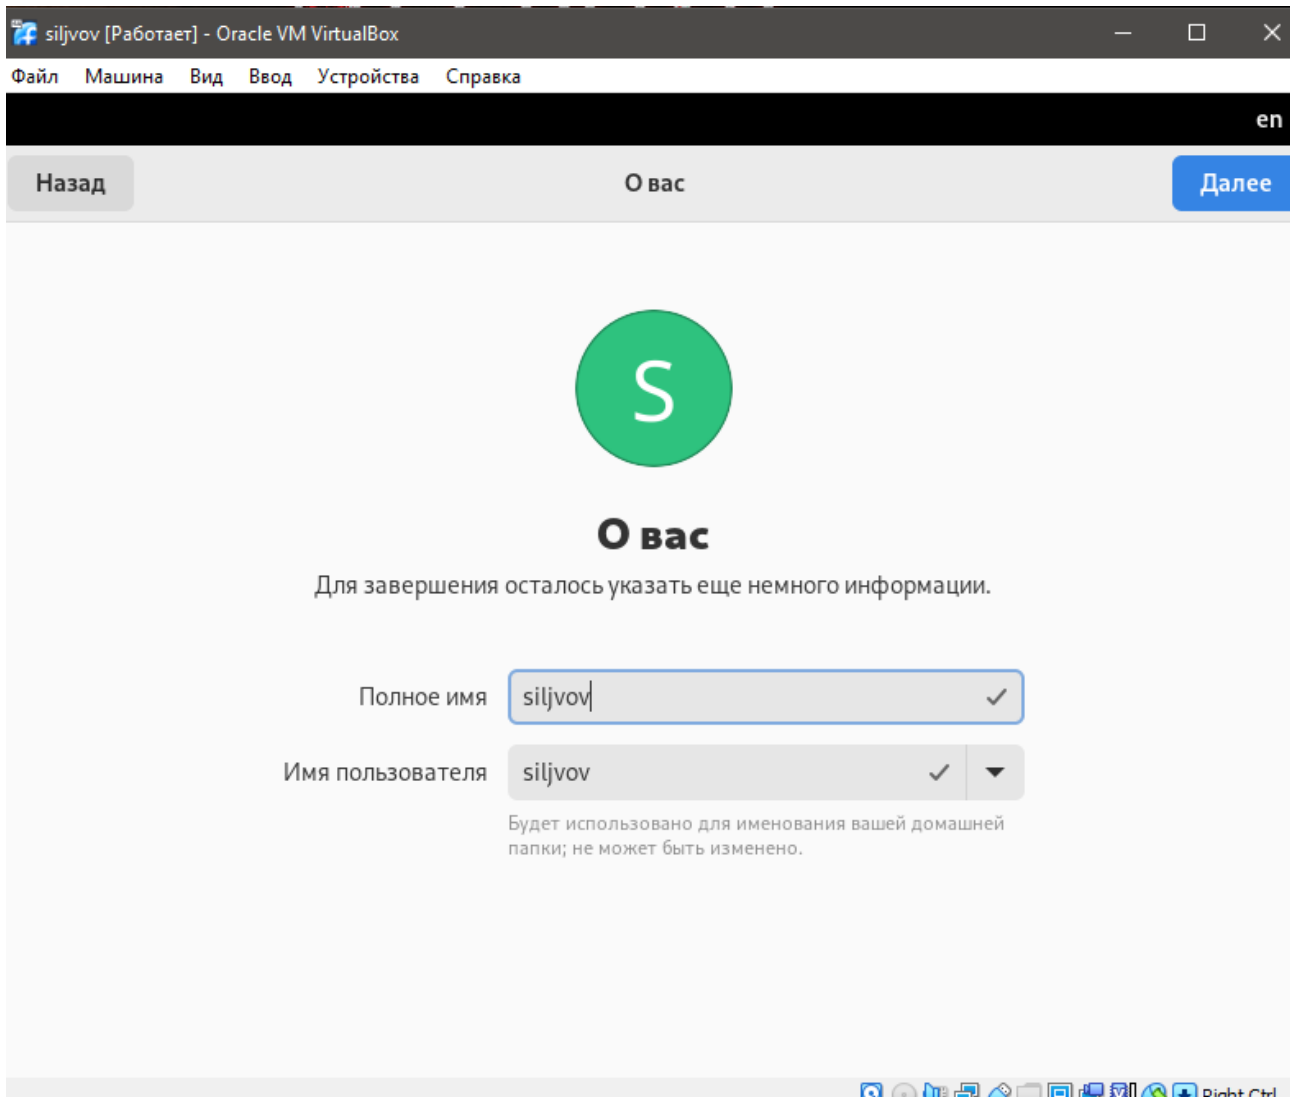 siljvov [Работает] - Oracle VM VirtualBox
Файл Машина Вид Ввод Устройства Справка
en
Назад О вас Далее
S
О вас
Для завершения осталось указать еще немного информации.
Полное имя siljvov
Имя пользователя siljvov
Будет использовано для именования вашей домашней
папки; не может быть изменено.
Right Ctrl